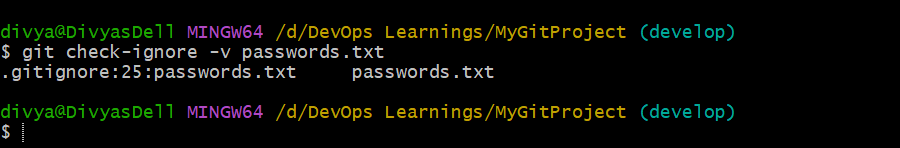 divya@DivyasDell MINGW64 /d/DevOps Learnings/MyGitProject (develop)
$ git check-ignore -v passwords.txt
.gitignore:25:passwords.txt     passwords.txt
divya@DivyasDell MINGW64 /d/DevOps Learnings/MyGitProject (develop)
$